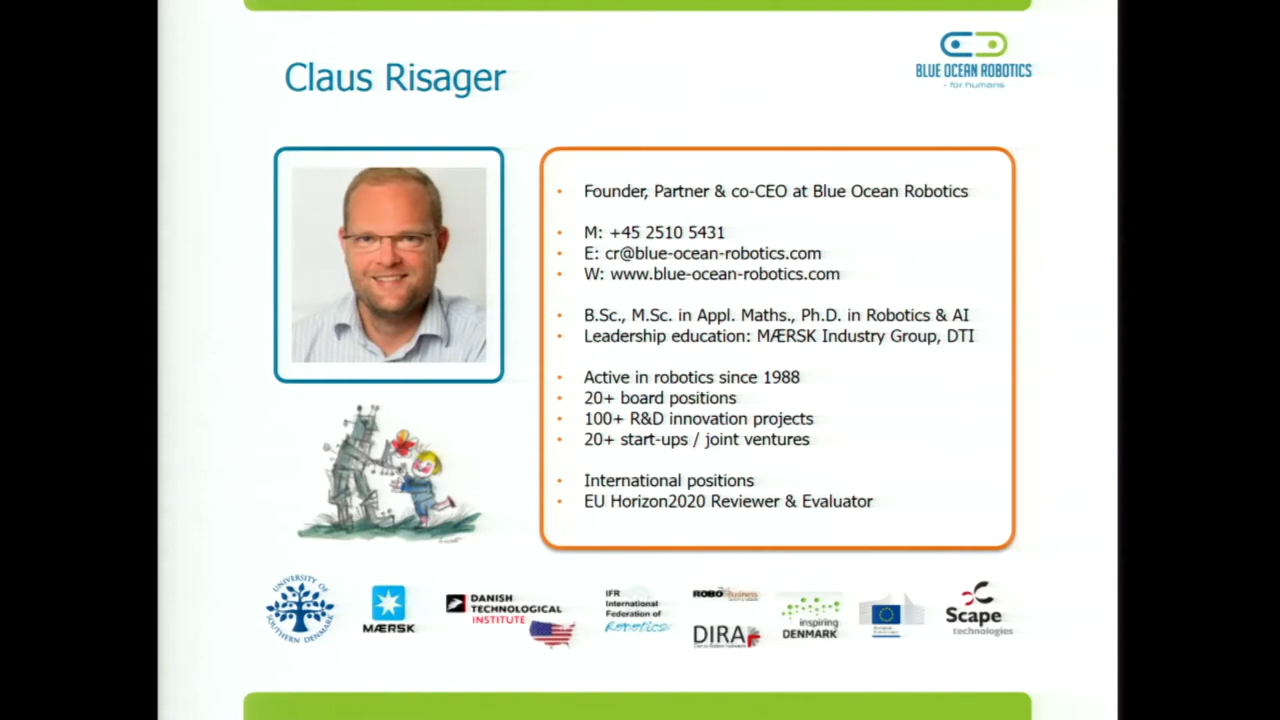 Claus Risager
BLUE OCEAN ROBOTICS
- for humans
• Founder, Partner & co-CEO at Blue Ocean Robotics
• M: +45 2510 5431
• E: cr@blue-ocean-robotics.com
• W: www.blue-ocean-robotics.com
• B.Sc., M.Sc. in Appl. Maths., Ph.D. in Robotics & AI
• Leadership education: MÆRSK Industry Group, DTI
• Active in robotics since 1988
• 20+ board positions
• 100+ R&D innovation projects
• 20+ start-ups / joint ventures
• International positions
• EU Horizon2020 Reviewer & Evaluator
UNIVERSITY OF
SOUTHERN DENMARK
MÆRSK
DANISH
TECHNOLOGICAL
INSTITUTE
IFR
International
Federation of
Robotics
ROBOBusiness
DIRA
inspiring
DENMARK
Scape
technologies